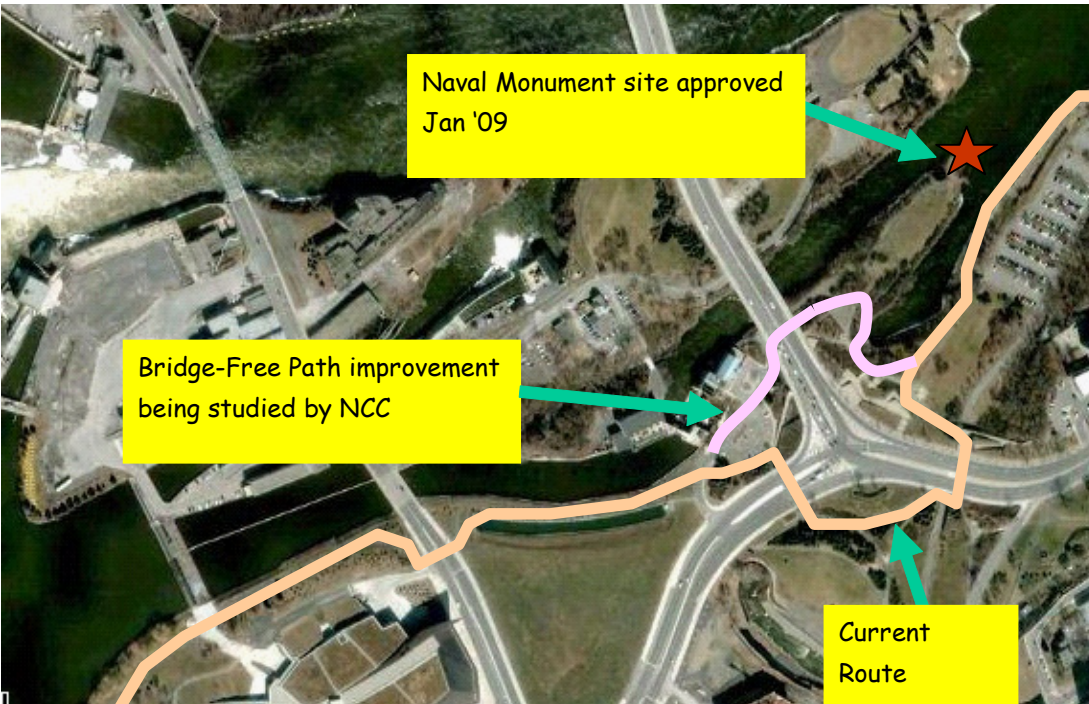 Naval Monument site approved
Jan ‘09
Bridge-Free Path improvement
being studied by NCC
Current
Route